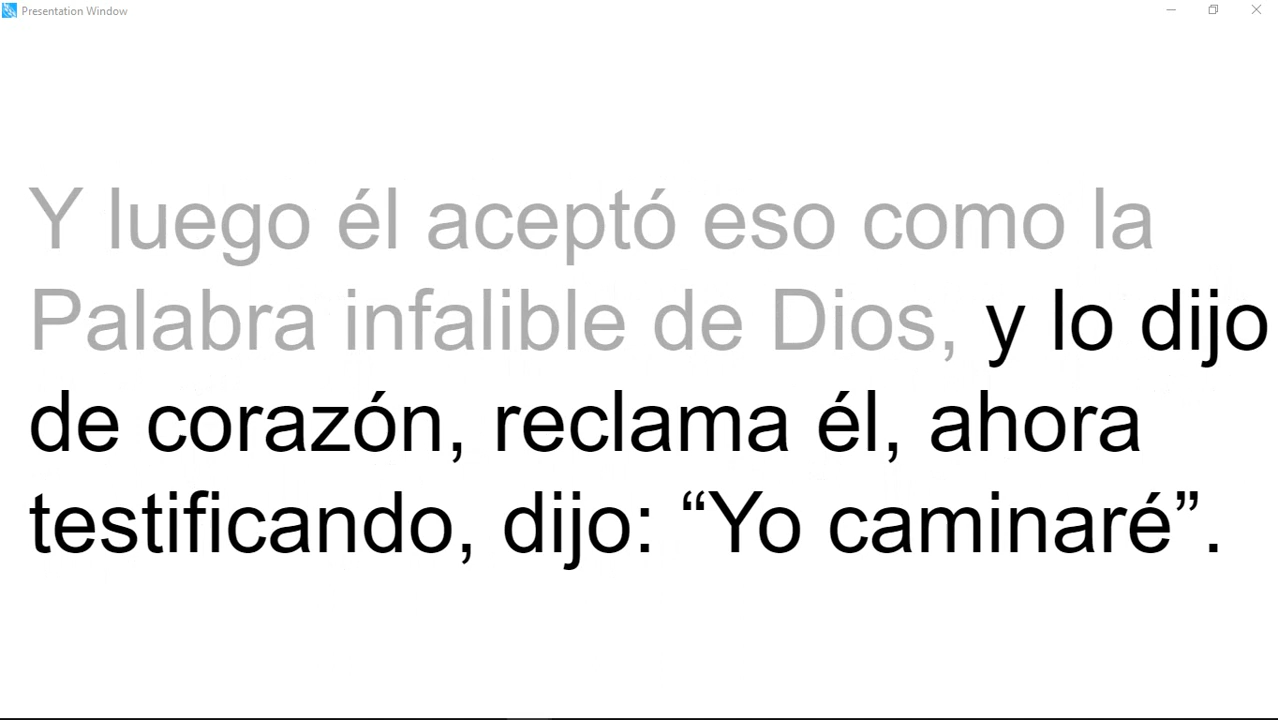 Presentation Window
Y luego él aceptó eso como la
Palabra infalible de Dios, y lo dijo
de corazón, reclama él, ahora
testificando, dijo: “Yo caminaré”.